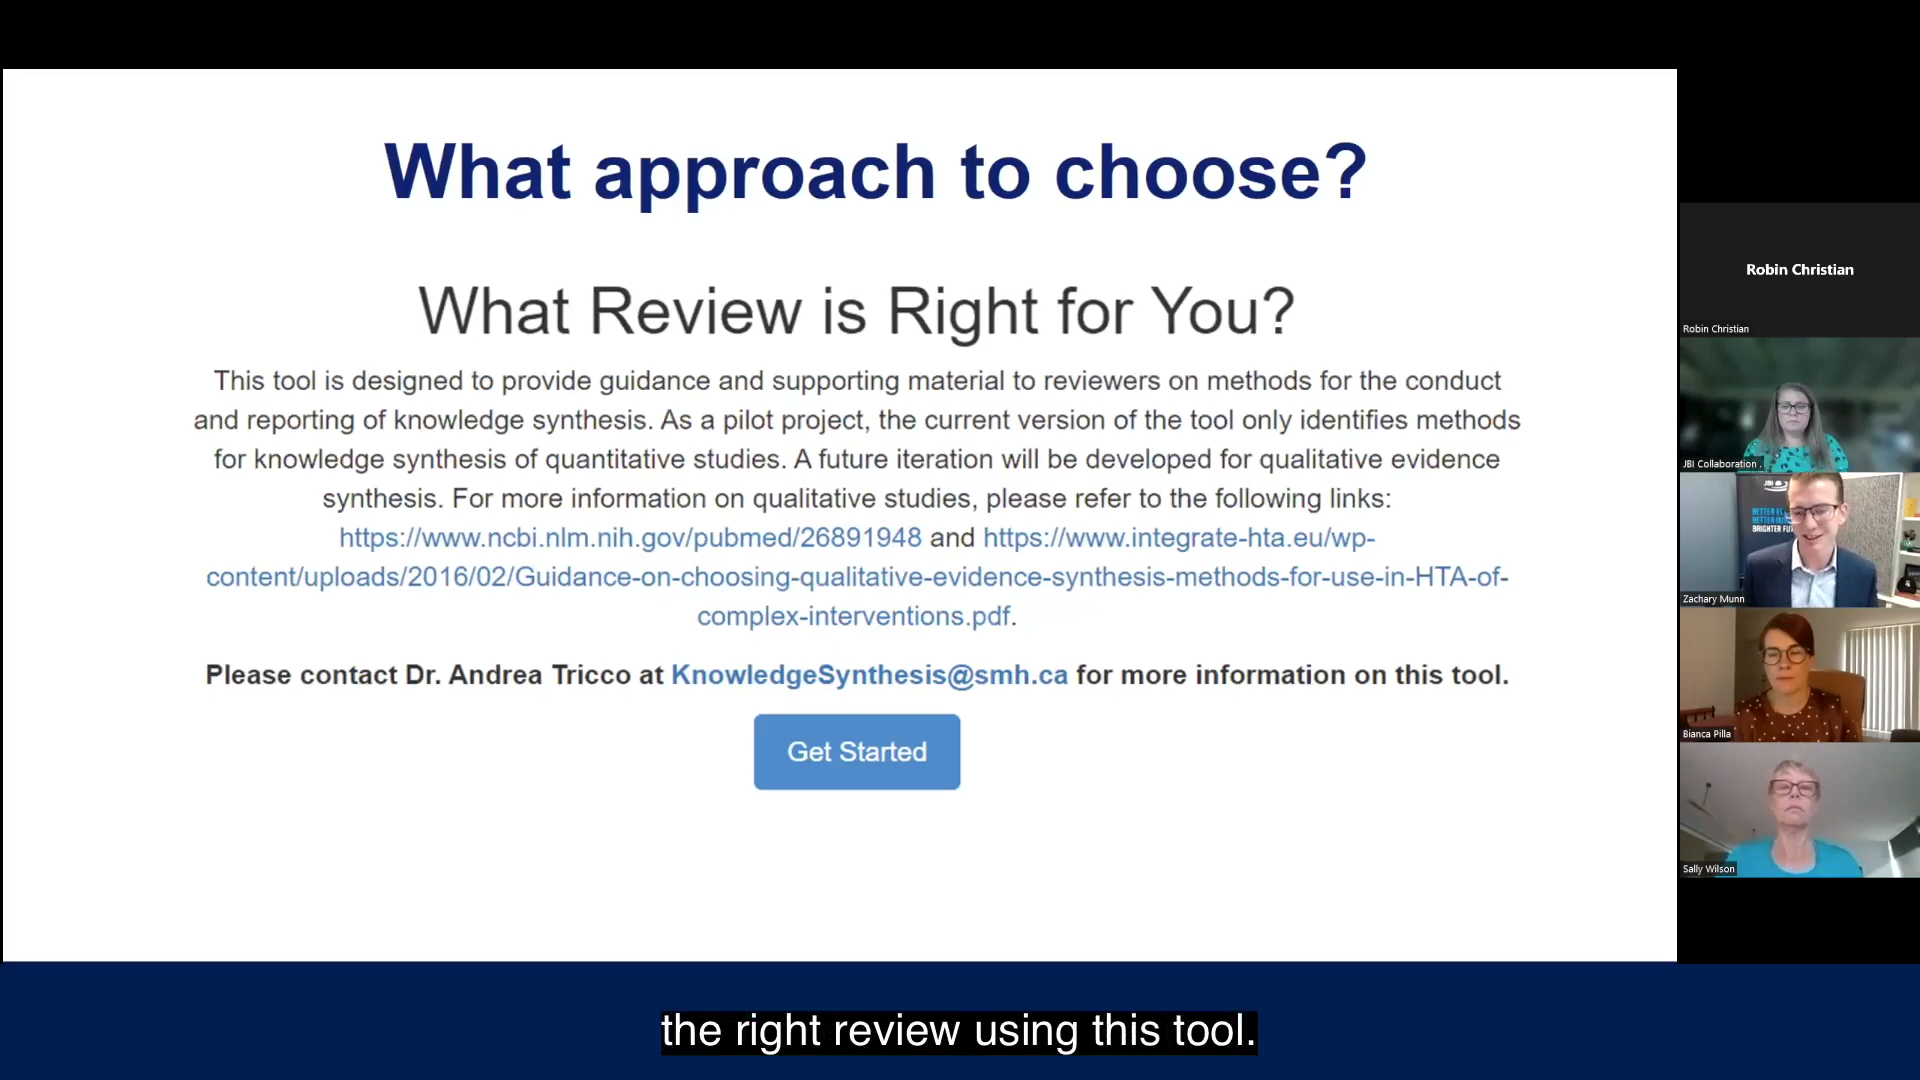 What approach to choose?
What Review is Right for You?
This tool is designed to provide guidance and supporting material to reviewers on methods for the conduct
and reporting of knowledge synthesis. As a pilot project, the current version of the tool only identifies methods
for knowledge synthesis of quantitative studies. A future iteration will be developed for qualitative evidence
synthesis. For more information on qualitative studies, please refer to the following links:
https://www.ncbi.nlm.nih.gov/pubmed/26891948 and https://www.integrate-hta.eu/wp-
content/uploads/2016/02/Guidance-on-choosing-qualitative-evidence-synthesis-methods-for-use-in-HTA-of-
complex-interventions.pdf.
Please contact Dr. Andrea Tricco at KnowledgeSynthesis@smh.ca for more information on this tool.
Get Started
Robin Christian
Robin Christian
JBI Collaboration .
JBI
Zachary Munn
Bianca Pilla
Sally Wilson
the right review using this tool.